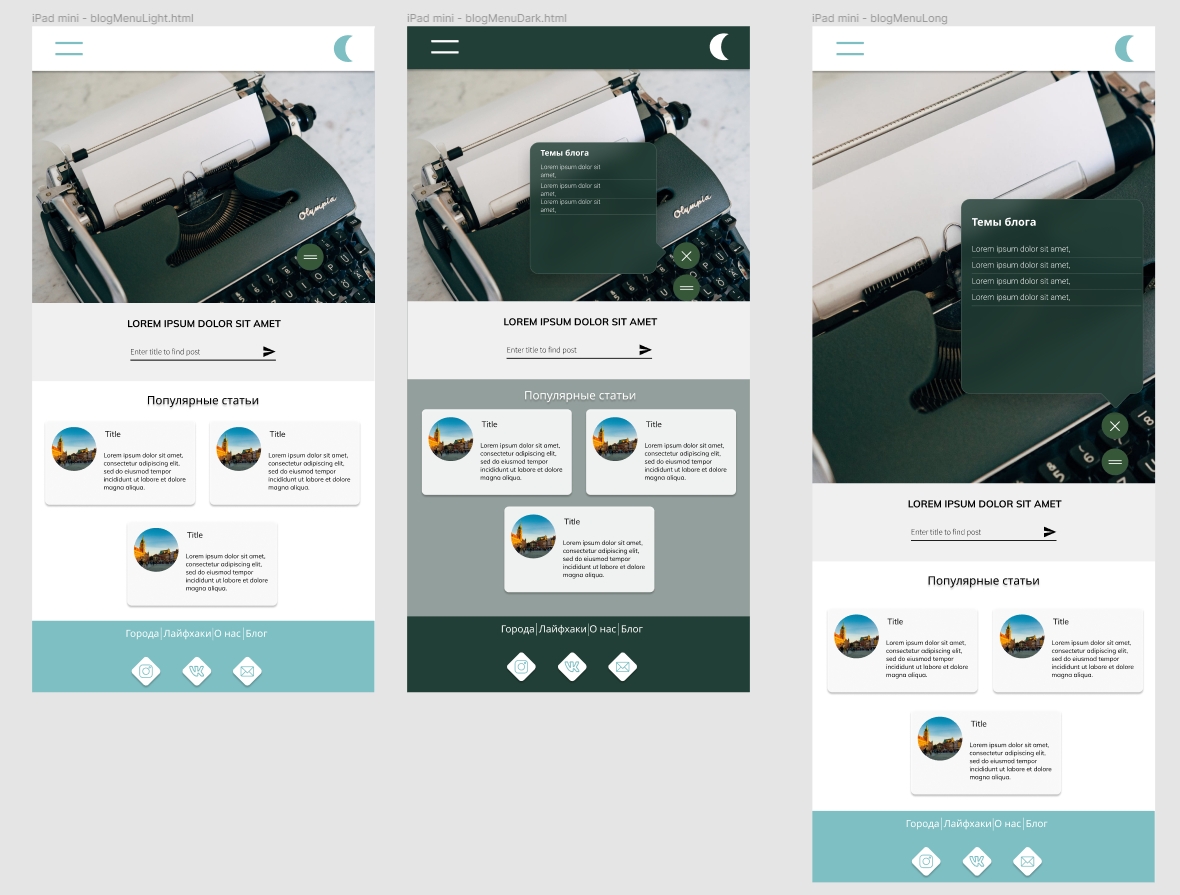 iPad mini - blogMenuLight.html
Olympia
LOREM IPSUM DOLOR SIT AMET
Enter title to find post
Популярные статьи
Title
Lorem ipsum dolor sit amet,
consectetur adipiscing elit,
sed do eiusmod tempor
incididunt ut labore et dolore
magna aliqua.
Title
Lorem ipsum dolor sit amet,
consectetur adipiscing elit,
sed do eiusmod tempor
incididunt ut labore et dolore
magna aliqua.
Title
Lorem ipsum dolor sit amet,
consectetur adipiscing elit,
sed do eiusmod tempor
incididunt ut labore et dolore
magna aliqua.
Города|Лайфхаки|О нас|Блог
iPad mini - blogMenuDark.html
Темы блога
Lorem ipsum dolor sit
amet,
Lorem ipsum dolor sit
amet,
Lorem ipsum dolor sit
amet,
Olympia
LOREM IPSUM DOLOR SIT AMET
Enter title to find post
Популярные статьи
Title
Lorem ipsum dolor sit amet,
consectetur adipiscing elit,
sed do eiusmod tempor
incididunt ut labore et dolore
magna aliqua.
Title
Lorem ipsum dolor sit amet,
consectetur adipiscing elit,
sed do eiusmod tempor
incididunt ut labore et dolore
magna aliqua.
Title
Lorem ipsum dolor sit amet,
consectetur adipiscing elit,
sed do eiusmod tempor
incididunt ut labore et dolore
magna aliqua.
Города|Лайфхаки|О нас|Блог
iPad mini - blogMenuLong
Темы блога
Lorem ipsum dolor sit amet,
Lorem ipsum dolor sit amet,
Lorem ipsum dolor sit amet,
Lorem ipsum dolor sit amet,
LOREM IPSUM DOLOR SIT AMET
Enter title to find post
Популярные статьи
Title
Lorem ipsum dolor sit amet,
consectetur adipiscing elit,
sed do eiusmod tempor
incididunt ut labore et dolore
magna aliqua.
Title
Lorem ipsum dolor sit amet,
consectetur adipiscing elit,
sed do eiusmod tempor
incididunt ut labore et dolore
magna aliqua.
Title
Lorem ipsum dolor sit amet,
consectetur adipiscing elit,
sed do eiusmod tempor
incididunt ut labore et dolore
magna aliqua.
Города|Лайфхаки|О нас|Блог